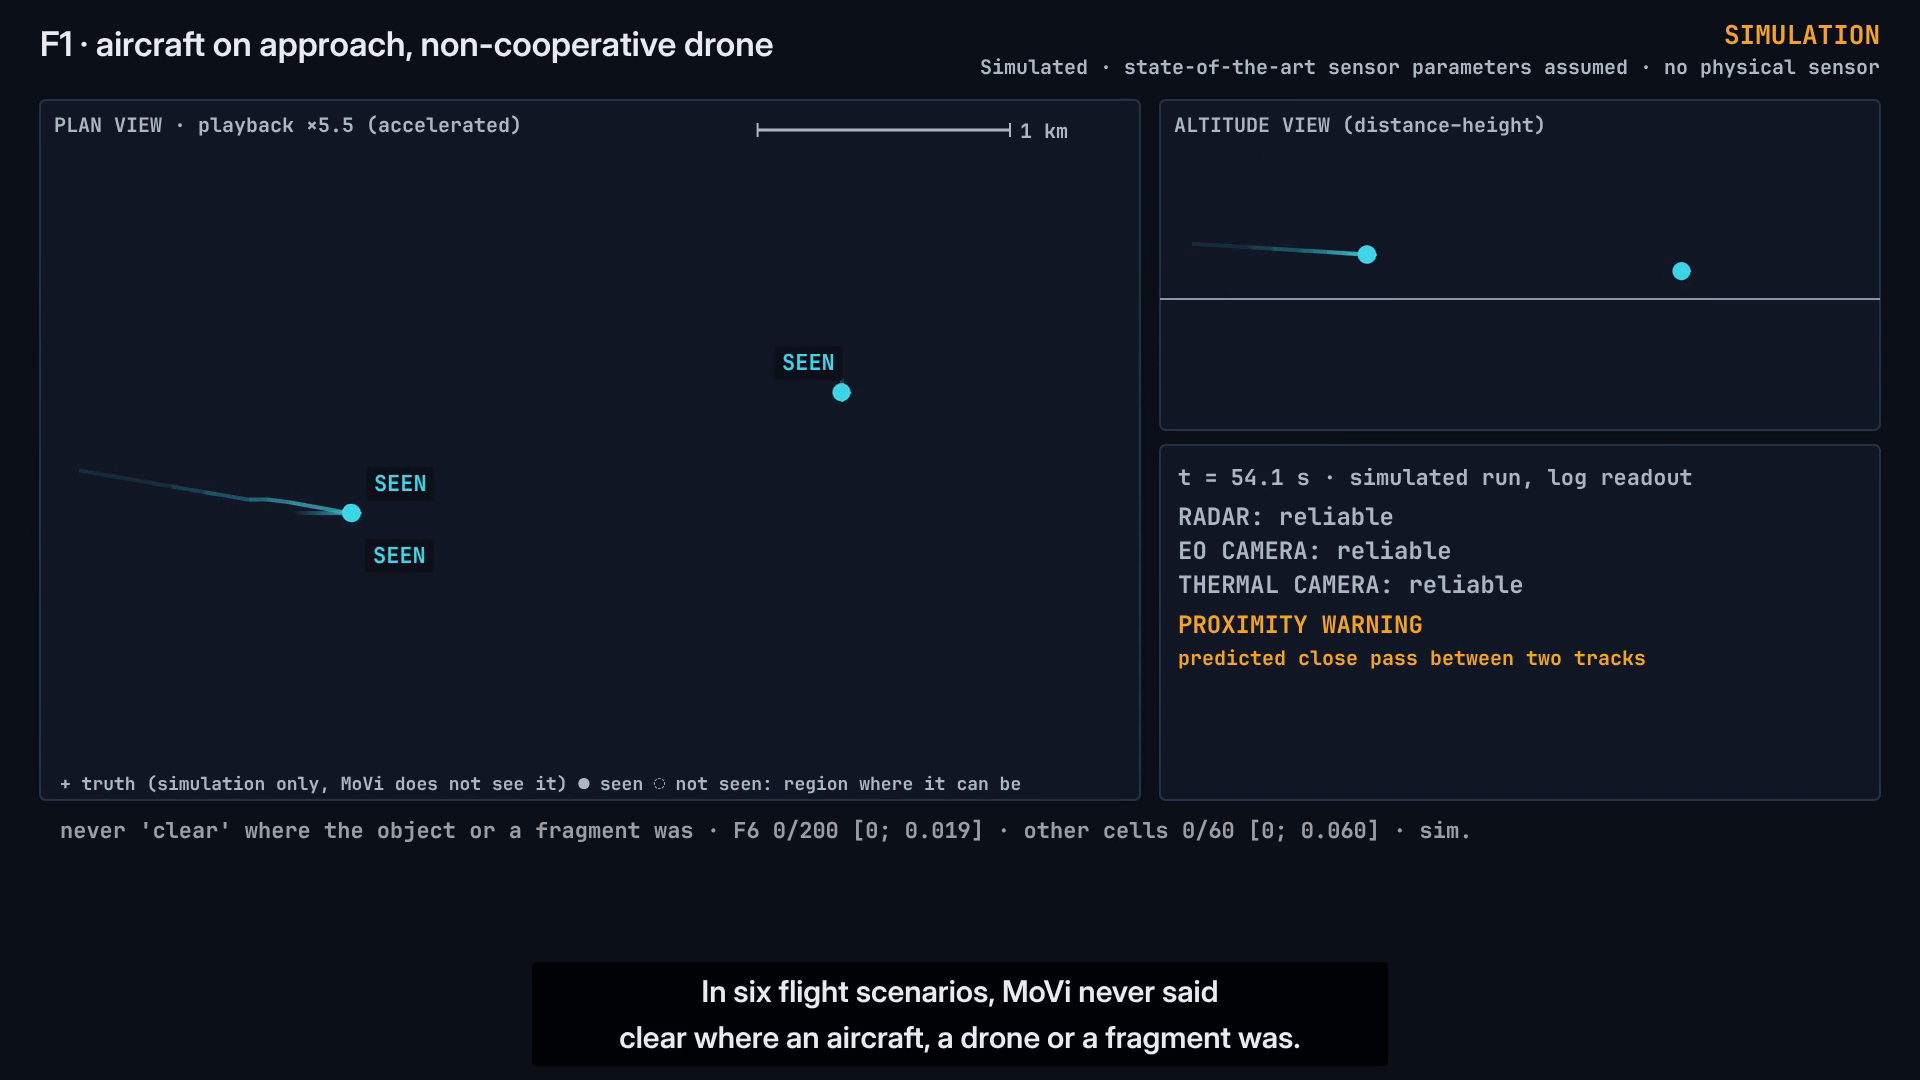 F1 · aircraft on approach, non-cooperative drone
SIMULATION
Simulated · state-of-the-art sensor parameters assumed · no physical sensor
PLAN VIEW · playback ×5.5 (accelerated)
1 km
SEEN
SEEN
SEEN
+ truth (simulation only, MoVi does not see it) ● seen ◌ not seen: region where it can be
ALTITUDE VIEW (distance–height)
t = 54.1 s · simulated run, log readout
RADAR: reliable
EO CAMERA: reliable
THERMAL CAMERA: reliable
PROXIMITY WARNING
predicted close pass between two tracks
never 'clear' where the object or a fragment was · F6 0/200 [0; 0.019] · other cells 0/60 [0; 0.060] · sim.
In six flight scenarios, MoVi never said
clear where an aircraft, a drone or a fragment was.